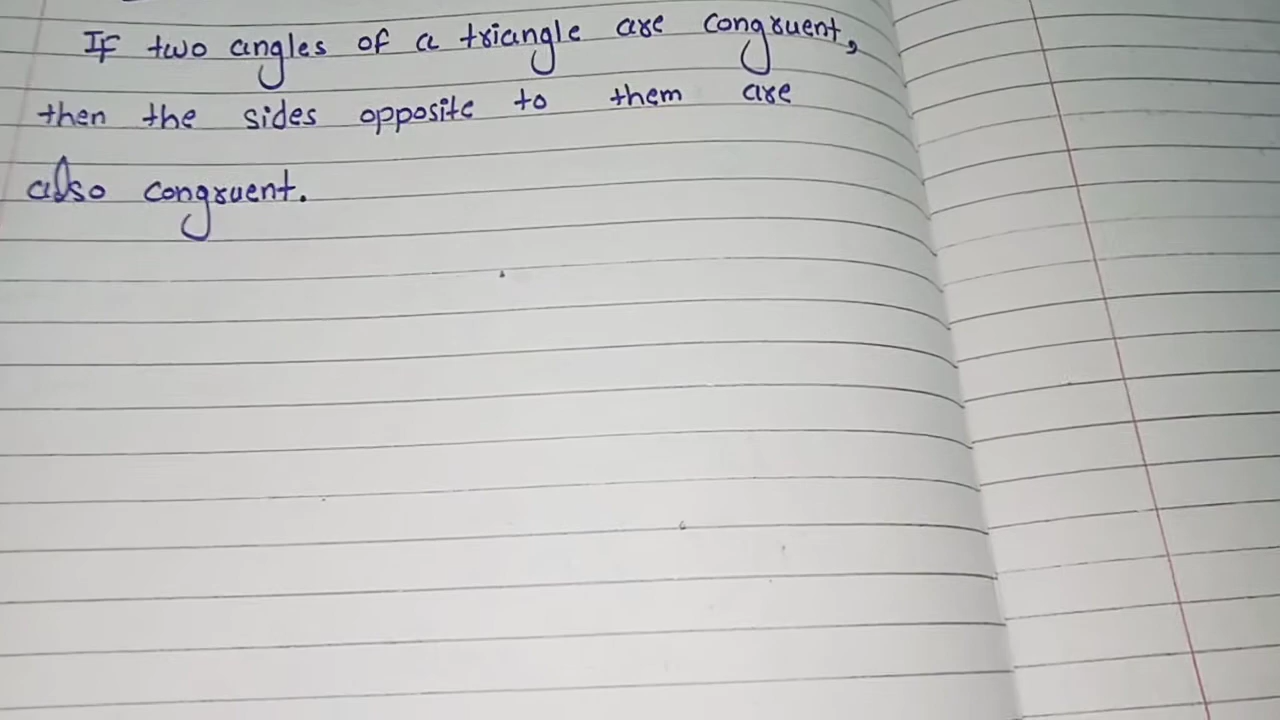 If two angles of a triangle are congruent,
then the sides opposite to them are
also congruent.